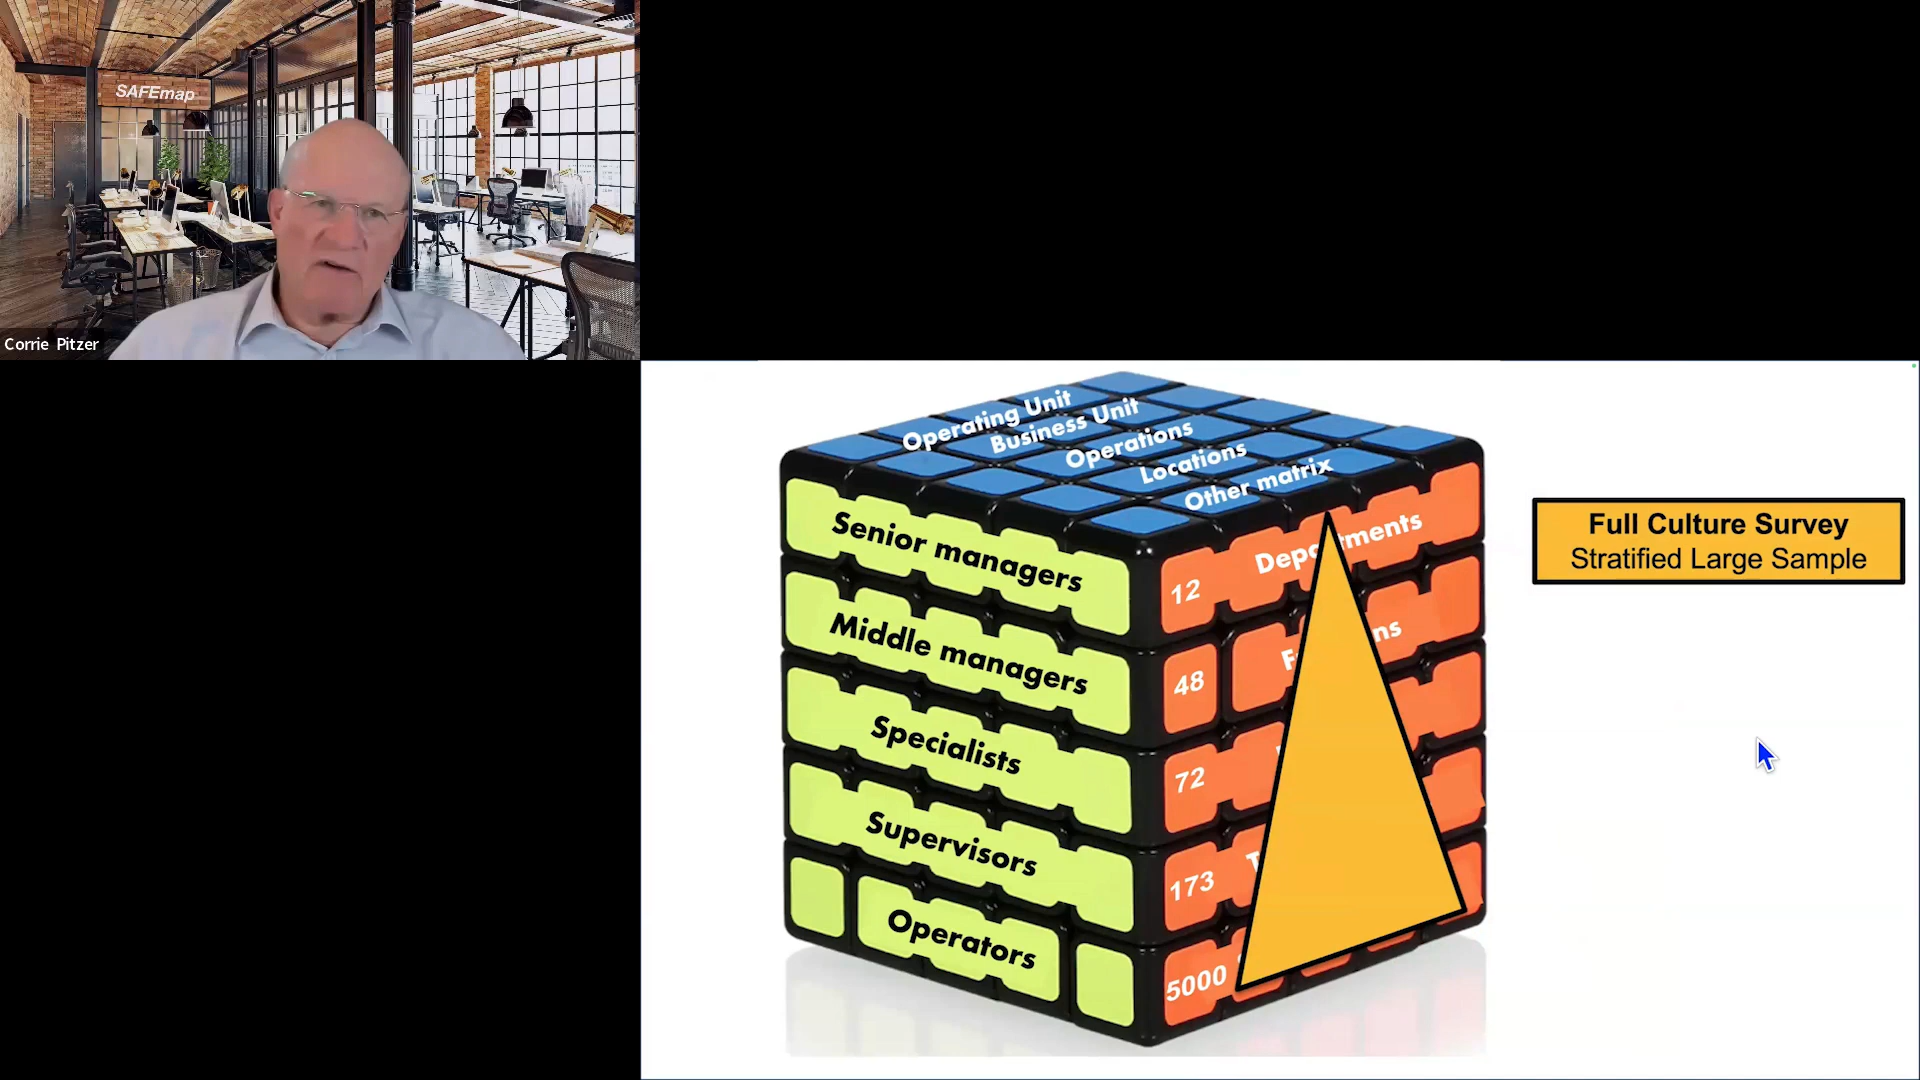 SAFEmap
Corrie Pitzer
Operating Unit
Business Unit
Operations
Locations
Other matrix
Senior managers
Middle managers
Specialists
Supervisors
Operators
12
48
72
173
5000
Full Culture Survey
Stratified Large Sample